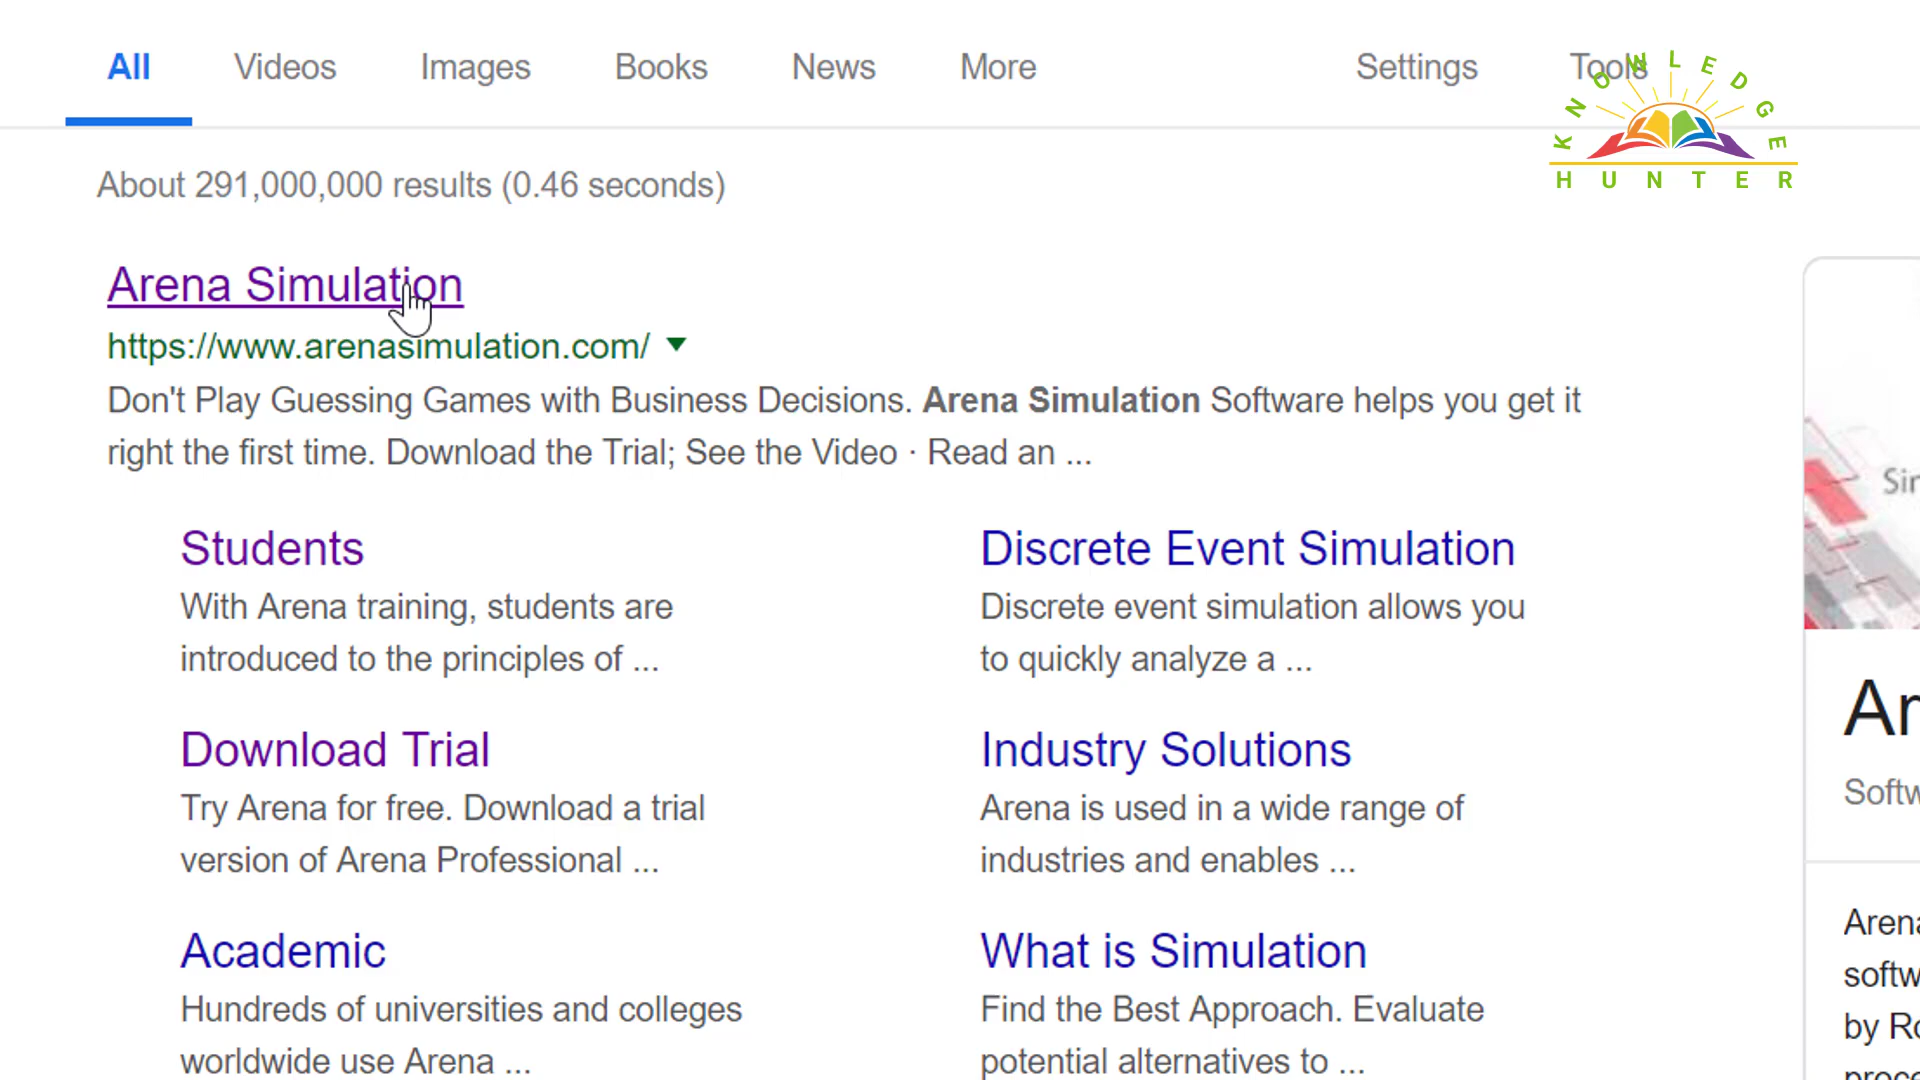 All Videos Images Books News More Settings Tools
KNOWLEDGE
HUNTER
About 291,000,000 results (0.46 seconds)
Arena Simulation
https://www.arenasimulation.com/
Don't Play Guessing Games with Business Decisions. Arena Simulation Software helps you get it
right the first time. Download the Trial; See the Video · Read an ...
Students
With Arena training, students are
introduced to the principles of ...
Discrete Event Simulation
Discrete event simulation allows you
to quickly analyze a ...
Download Trial
Try Arena for free. Download a trial
version of Arena Professional ...
Industry Solutions
Arena is used in a wide range of
industries and enables ...
Academic
Hundreds of universities and colleges
worldwide use Arena ...
What is Simulation
Find the Best Approach. Evaluate
potential alternatives to ...
by